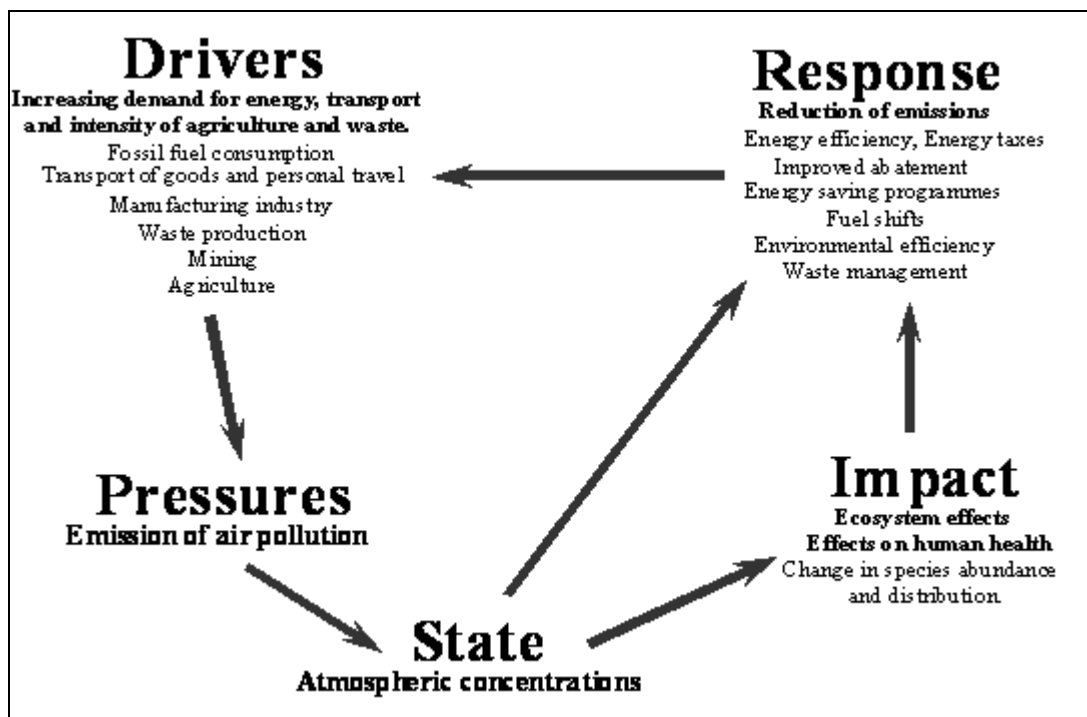 Drivers
Increasing demand for energy, transport
and intensity of agriculture and waste.
Fossil fuel consumption
Transport of goods and personal travel
Manufacturing industry
Waste production
Mining
Agriculture
Response
Reduction of emissions
Energy efficiency, Energy taxes
Improved abatement
Energy saving programmes
Fuel shifts
Environmental efficiency
Waste management
Pressures
Emission of air pollution
State
Atmospheric concentrations
Impact
Ecosystem effects
Effects on human health
Change in species abundance
and distribution